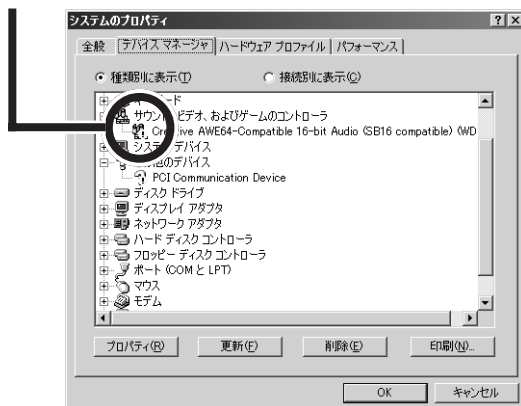 システムのプロパティ
全般 デバイス マネージャ ハードウェア プロファイル パフォーマンス
種類別に表示(T) 接続別に表示(C)
サウンド、ビデオ、およびゲームのコントローラ
Creative AWE64-Compatible 16-bit Audio (SB16 compatible) (WD
システム デバイス
デバイス
PCI Communication Device
ディスク ドライブ
ディスプレイ アダプタ
ネットワーク アダプタ
ハード ディスク コントローラ
フロッピー ディスク コントローラ
ポート (COM と LPT)
マウス
モデム
プロパティ(R) 更新(F) 削除(E) 印刷(N)...
OK キャンセル